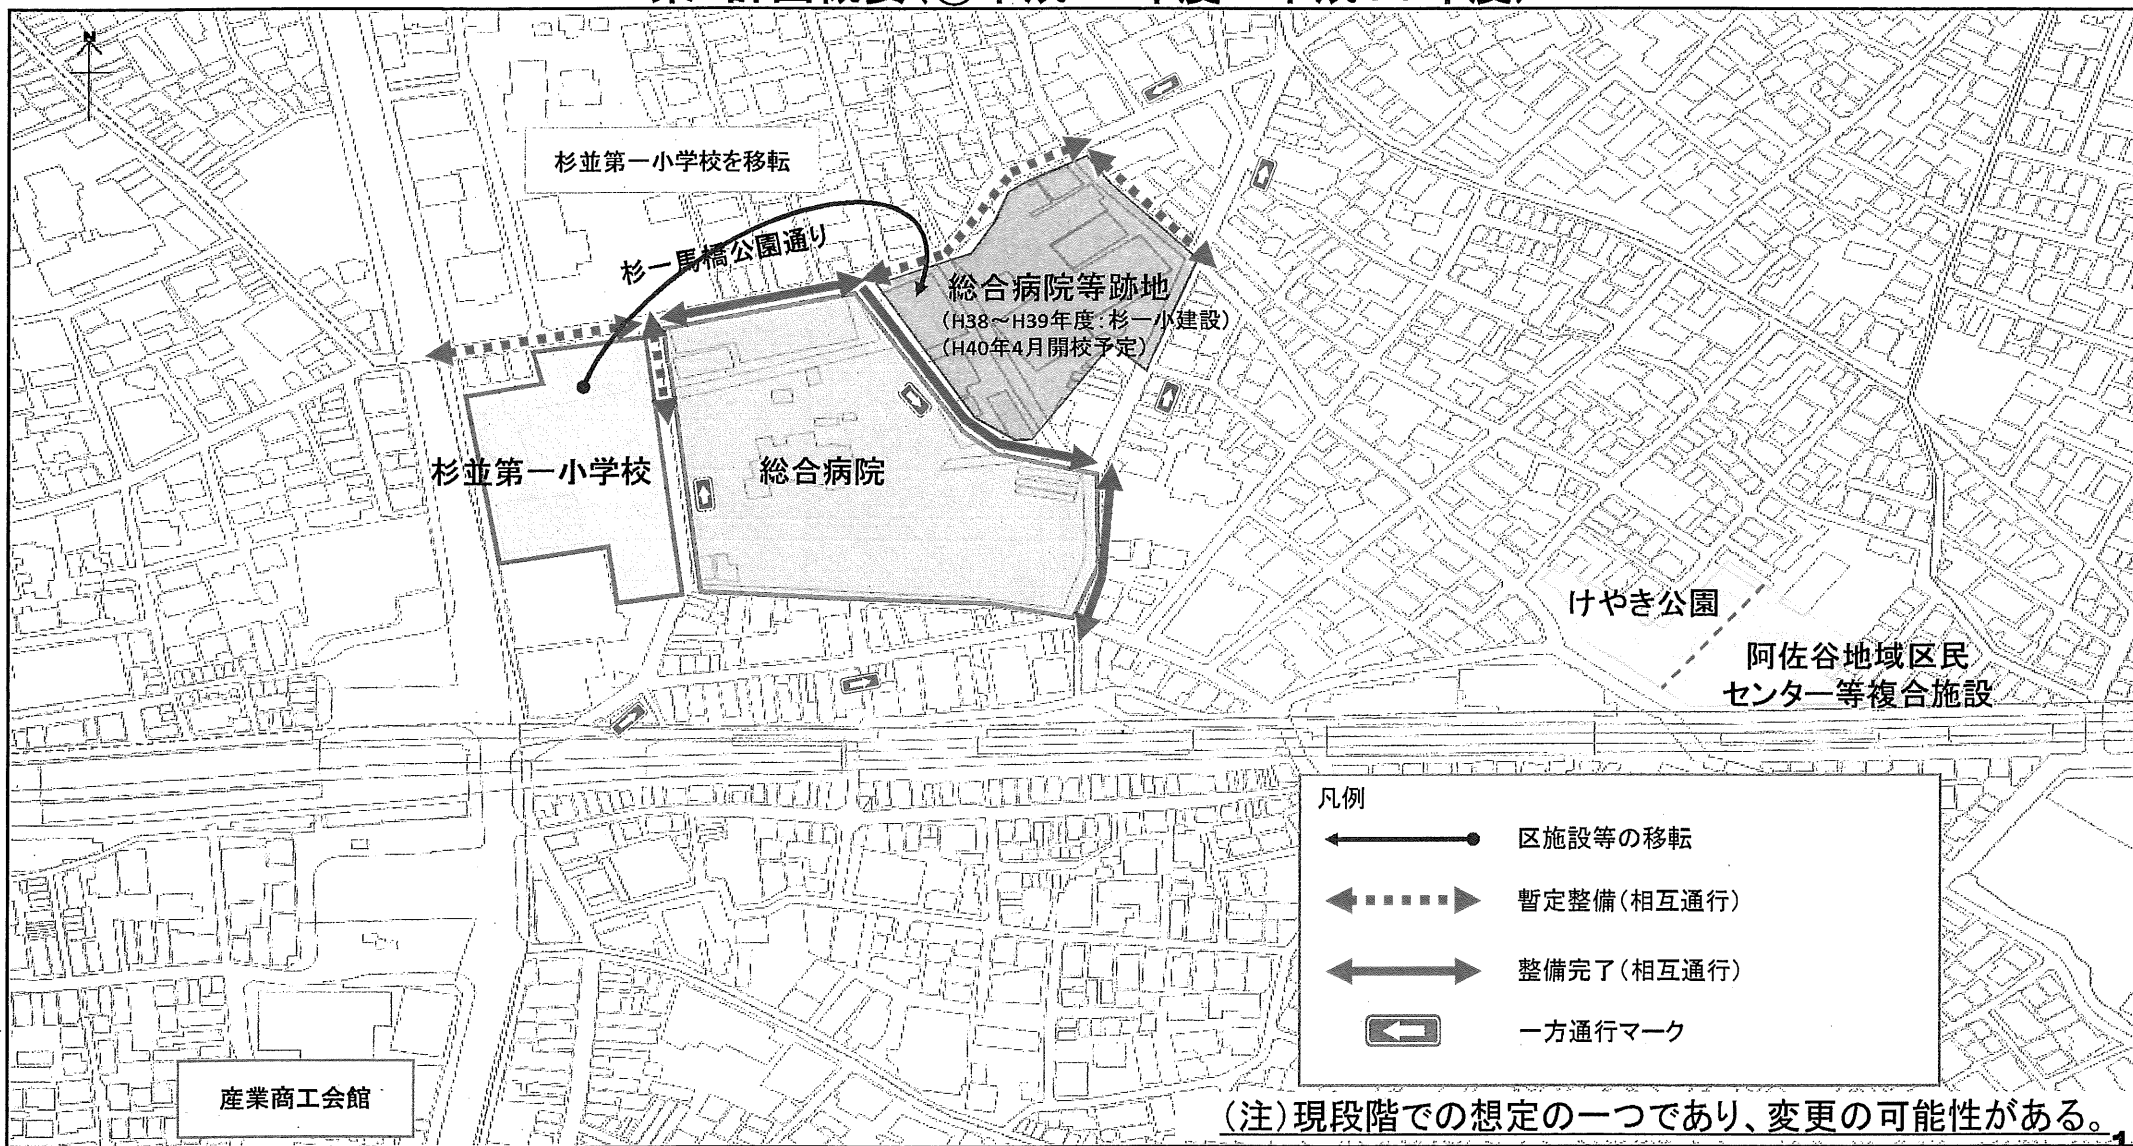 N
杉並第一小学校を移転
杉一馬橋公園通り
総合病院等跡地
(H38～H39年度:杉一小建設)
(H40年4月開校予定)
杉並第一小学校
総合病院
けやき公園
阿佐谷地域区民
センター等複合施設
凡例
区施設等の移転
暫定整備(相互通行)
整備完了(相互通行)
一方通行マーク
産業商工会館
(注)現段階での想定の一つであり、変更の可能性がある。